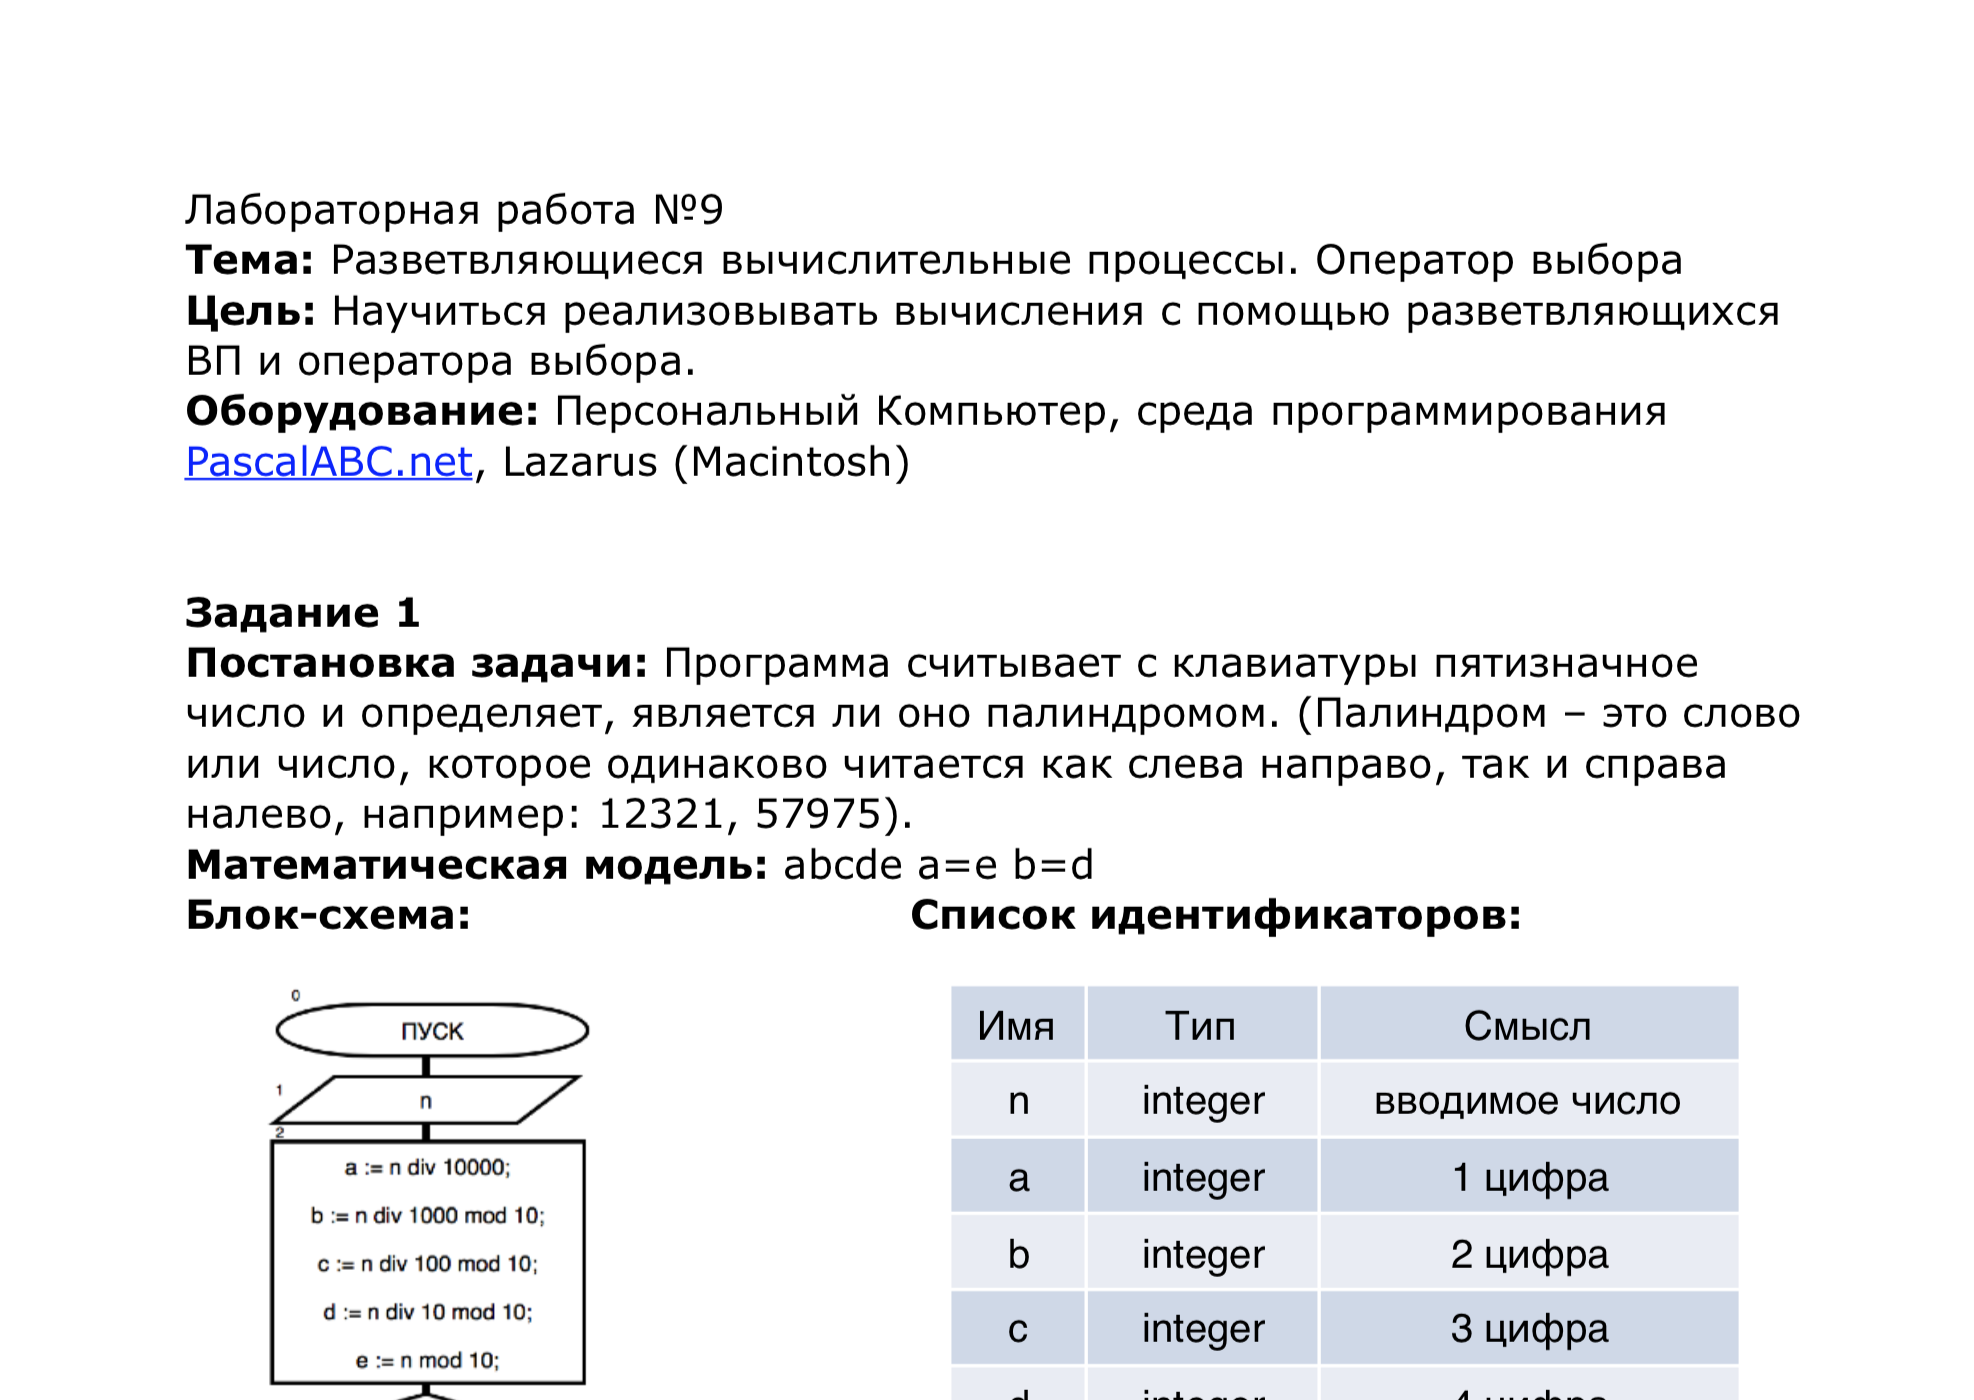 Лабораторная работа №9
Тема: Разветвляющиеся вычислительные процессы. Оператор выбора
Цель: Научиться реализовывать вычисления с помощью разветвляющихся
ВП и оператора выбора.
Оборудование: Персональный Компьютер, среда программирования
PascalABC.net, Lazarus (Macintosh)
Задание 1
Постановка задачи: Программа считывает с клавиатуры пятизначное
число и определяет, является ли оно палиндромом. (Палиндром – это слово
или число, которое одинаково читается как слева направо, так и справа
налево, например: 12321, 57975).
Математическая модель: abcde a=e b=d
Блок-схема: Список идентификаторов:
0
ПУСК
1
n
2
a := n div 10000;
b := n div 1000 mod 10;
c := n div 100 mod 10;
d := n div 10 mod 10;
e := n mod 10;
Имя Тип Смысл
n integer вводимое число
a integer 1 цифра
b integer 2 цифра
c integer 3 цифра
d integer 4 цифра